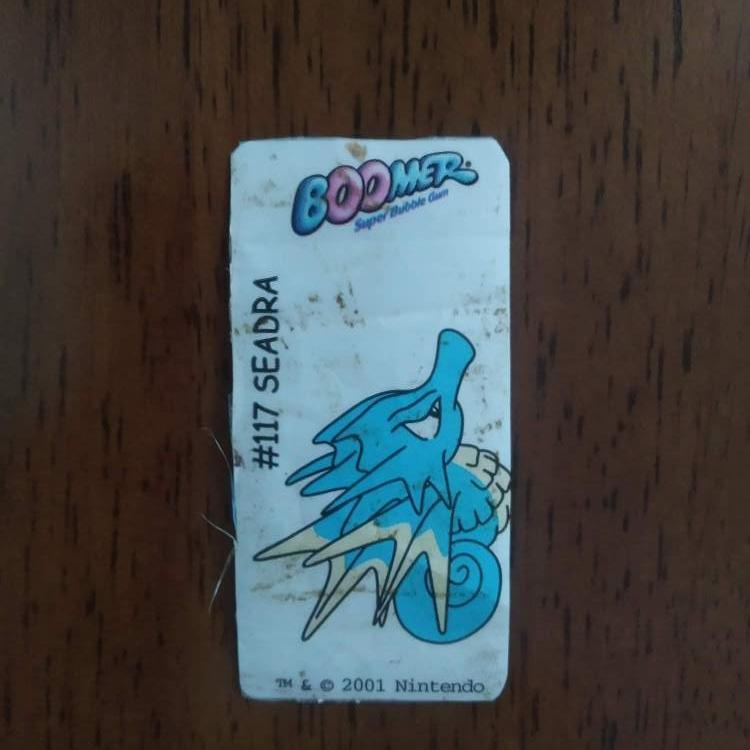 BOOMER
Super Bubble Gum
#117 SEADRA
TM & © 2001 Nintendo